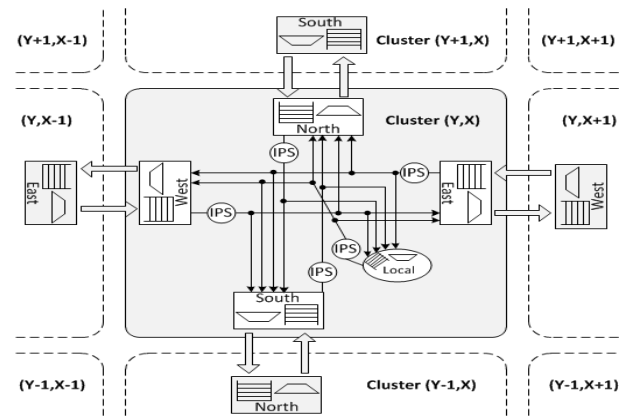 South
(Y+1,X-1)
Cluster (Y+1,X)
(Y+1,X+1)
(Y,X-1)
Cluster (Y,X)
(Y,X+1)
North
IPS
IPS
East
West
IPS
East
West
IPS
IPS
Local
South
(Y-1,X-1)
Cluster (Y-1,X)
(Y-1,X+1)
North